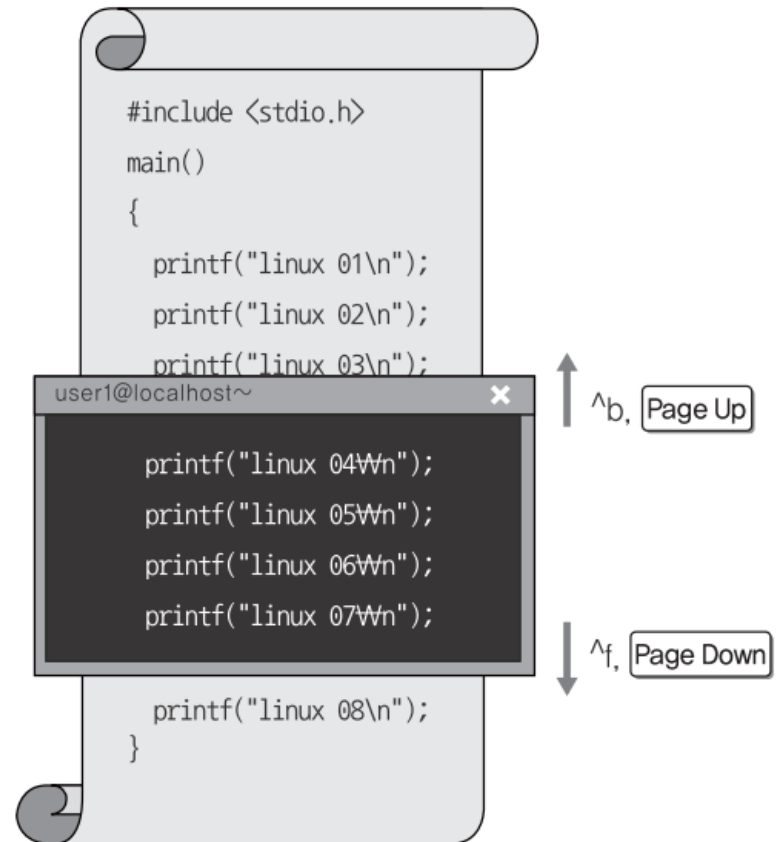 #include <stdio.h>
main()
{
printf("linux 01\n");
printf("linux 02\n");
printf("linux 03\n");
user1@localhost~
printf("linux 04₩n");
printf("linux 05₩n");
printf("linux 06₩n");
printf("linux 07₩n");
printf("linux 08\n");
}
^b, Page Up
^f, Page Down